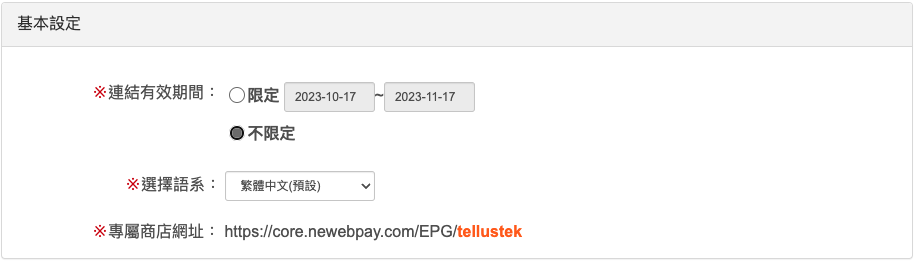 基本設定
※連結有效期間： 限定 2023-10-17 ~ 2023-11-17
不限定
※選擇語系： 繁體中文(預設)
※專屬商店網址： https://core.newebpay.com/EPG/tellustek